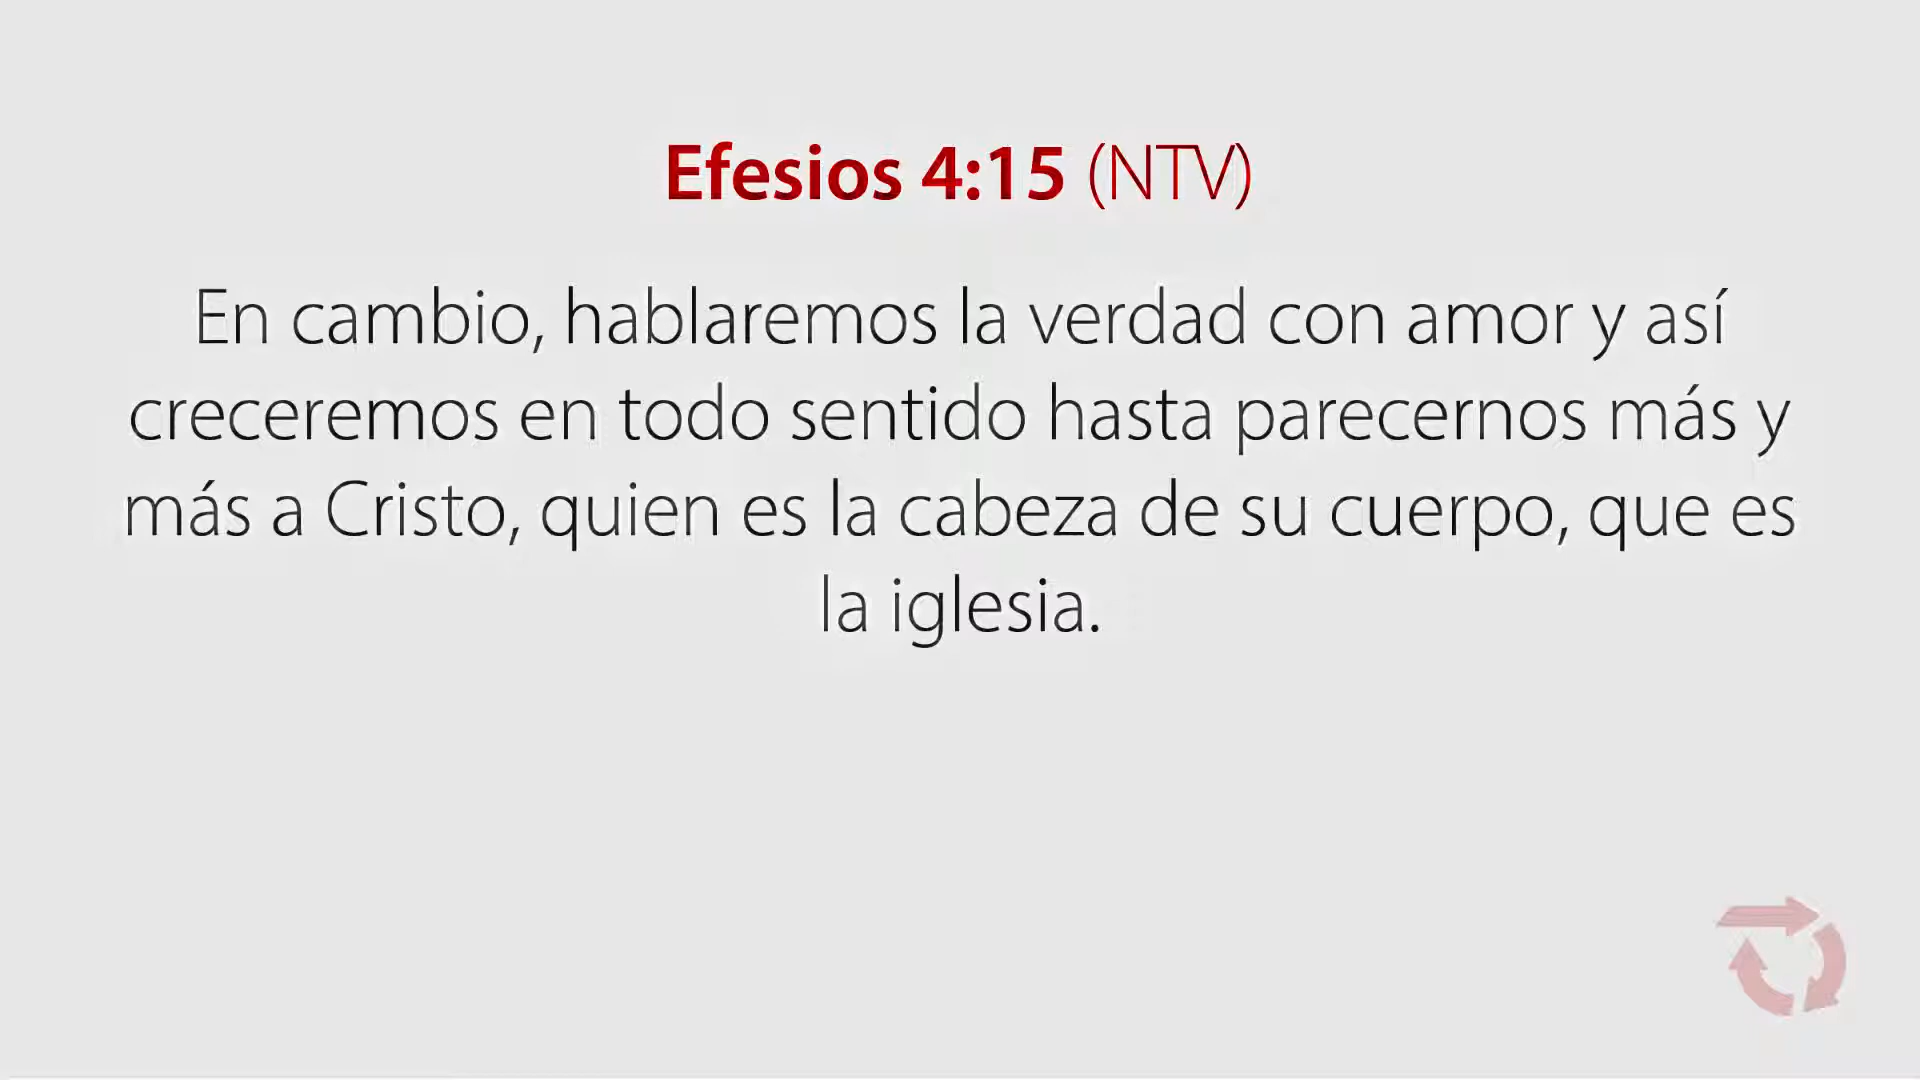 Efesios 4:15 (NTV)
En cambio, hablaremos la verdad con amor y así
creceremos en todo sentido hasta parecernos más y
más a Cristo, quien es la cabeza de su cuerpo, que es
la iglesia.